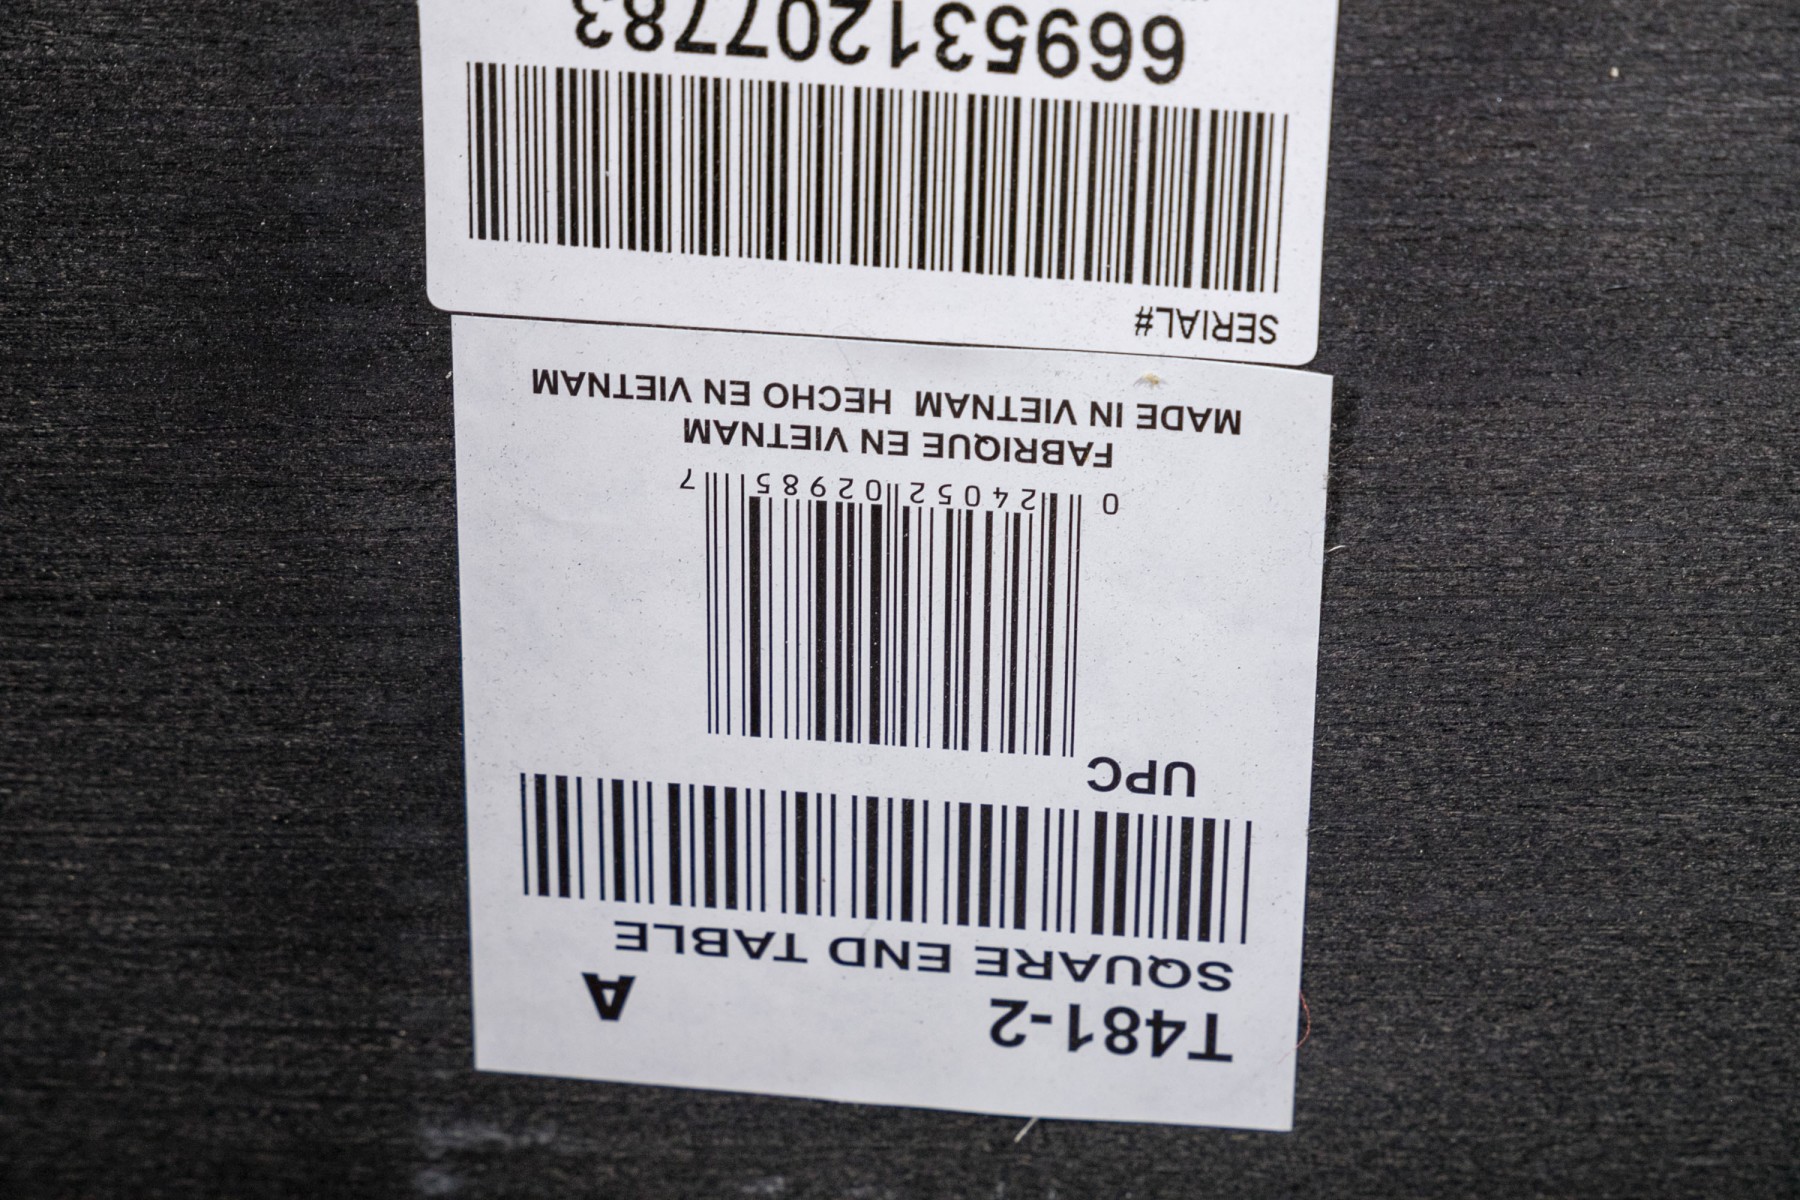 T481-2 A
SQUARE END TABLE
UPC
0 24052 02985 7
FABRIQUE EN VIETNAM
MADE IN VIETNAM HECHO EN VIETNAM
SERIAL#
669531207783